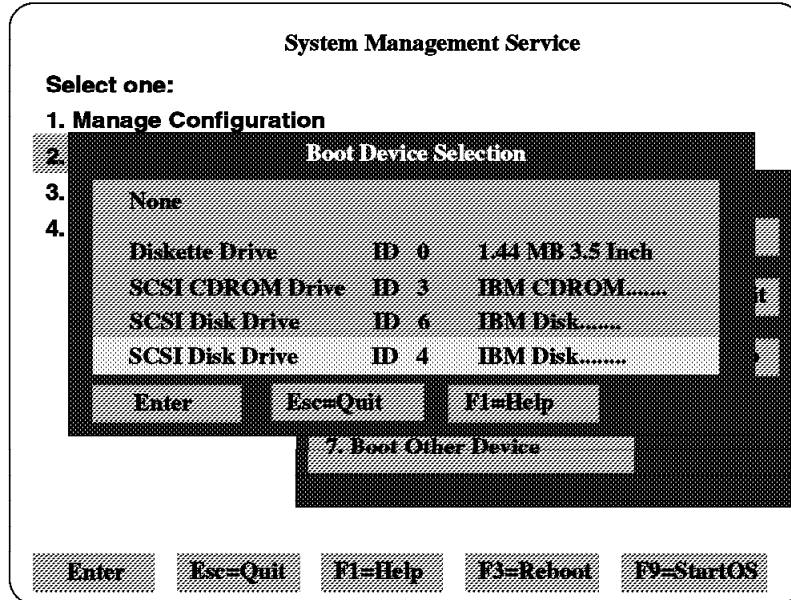 System Management Service
Select one:
1. Manage Configuration
2.
Boot Device Selection
3.
None
4.
Diskette Drive ID 0 1.44 MB 3.5 Inch
SCSI CDROM Drive ID 3 IBM CDROM.......
it
SCSI Disk Drive ID 6 IBM Disk.......
SCSI Disk Drive ID 4 IBM Disk........
Enter Esc=Quit F1=Help
7. Boot Other Device
Enter Esc=Quit F1=Help F3=Reboot F9=StartOS